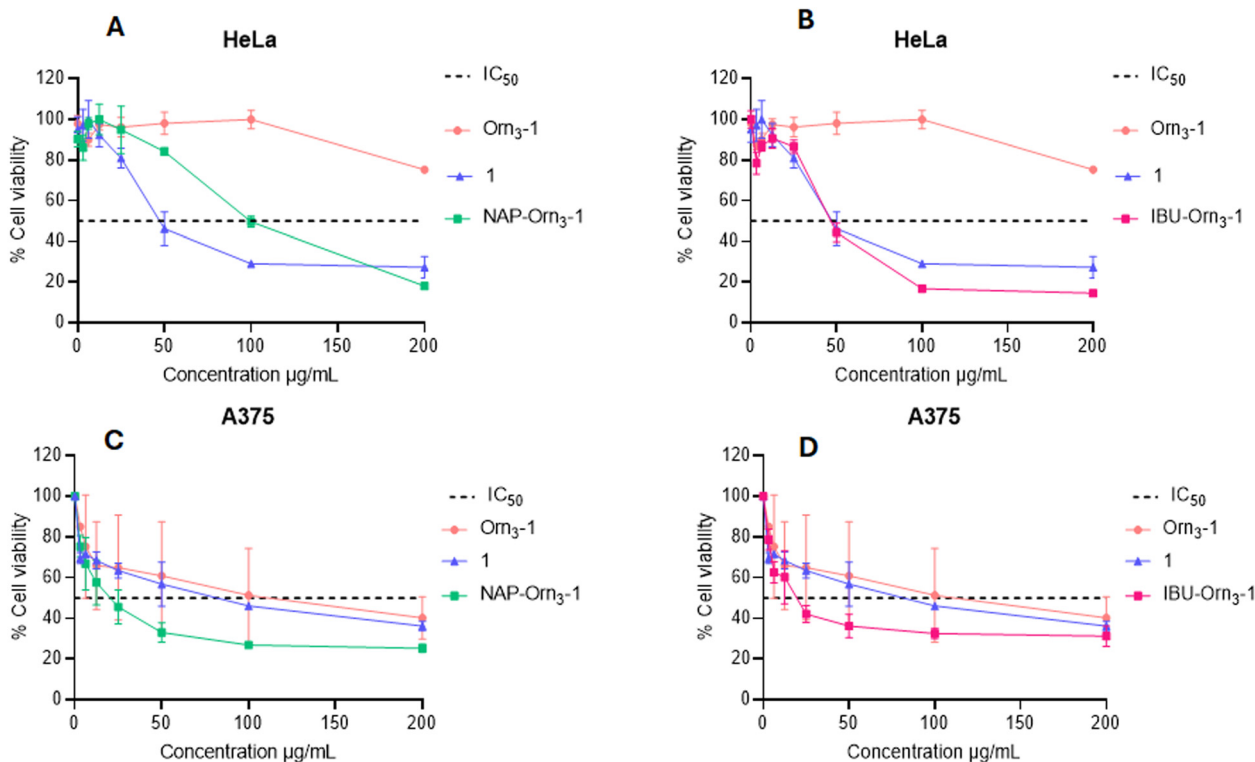 A
HeLa
% Cell viability
120
100
80
60
40
20
0
0 50 100 150 200
Concentration µg/mL
IC50
Orn3-1
1
NAP-Orn3-1
B
HeLa
% Cell viability
120
100
80
60
40
20
0
0 50 100 150 200
Concentration µg/mL
IC50
Orn3-1
1
IBU-Orn3-1
C
A375
% Cell viability
120
100
80
60
40
20
0
0 50 100 150 200
Concentration µg/mL
IC50
Orn3-1
1
NAP-Orn3-1
D
A375
% Cell viability
120
100
80
60
40
20
0
0 50 100 150 200
Concentration µg/mL
IC50
Orn3-1
1
IBU-Orn3-1